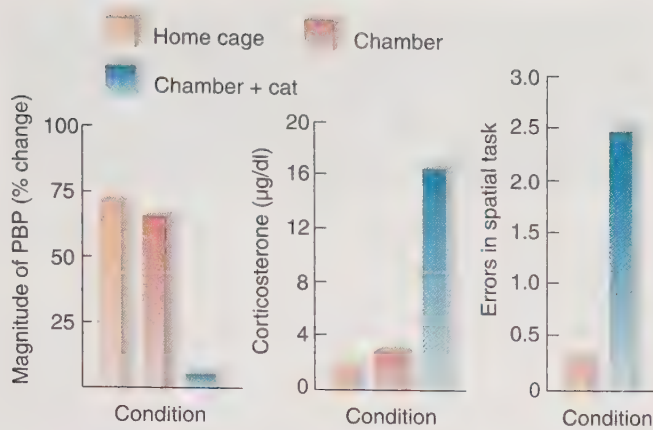 Home cage
Chamber
Chamber + cat
Magnitude of PBP (% change)
100
75
50
25
Condition
Corticosterone (µg/dl)
20
16
12
8
4
0
Condition
Errors in spatial task
3.0
2.5
2.0
1.5
1.0
0.5
0
Condition